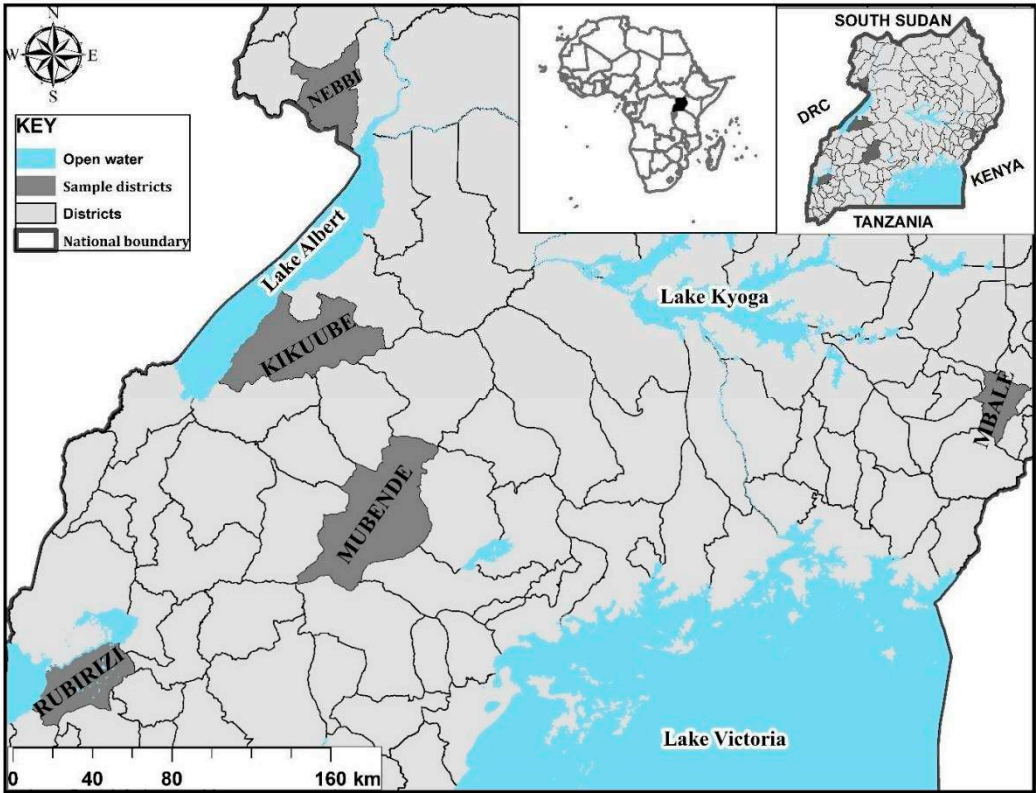 N
W E
S
KEY
Open water
Sample districts
Districts
National boundary
NEBBI
Lake Albert
KIKUUBE
MUBENDE
RUBIRIZI
Lake Kyoga
MBALE
Lake Victoria
0 40 80 160 km
SOUTH SUDAN
DRC
KENYA
TANZANIA